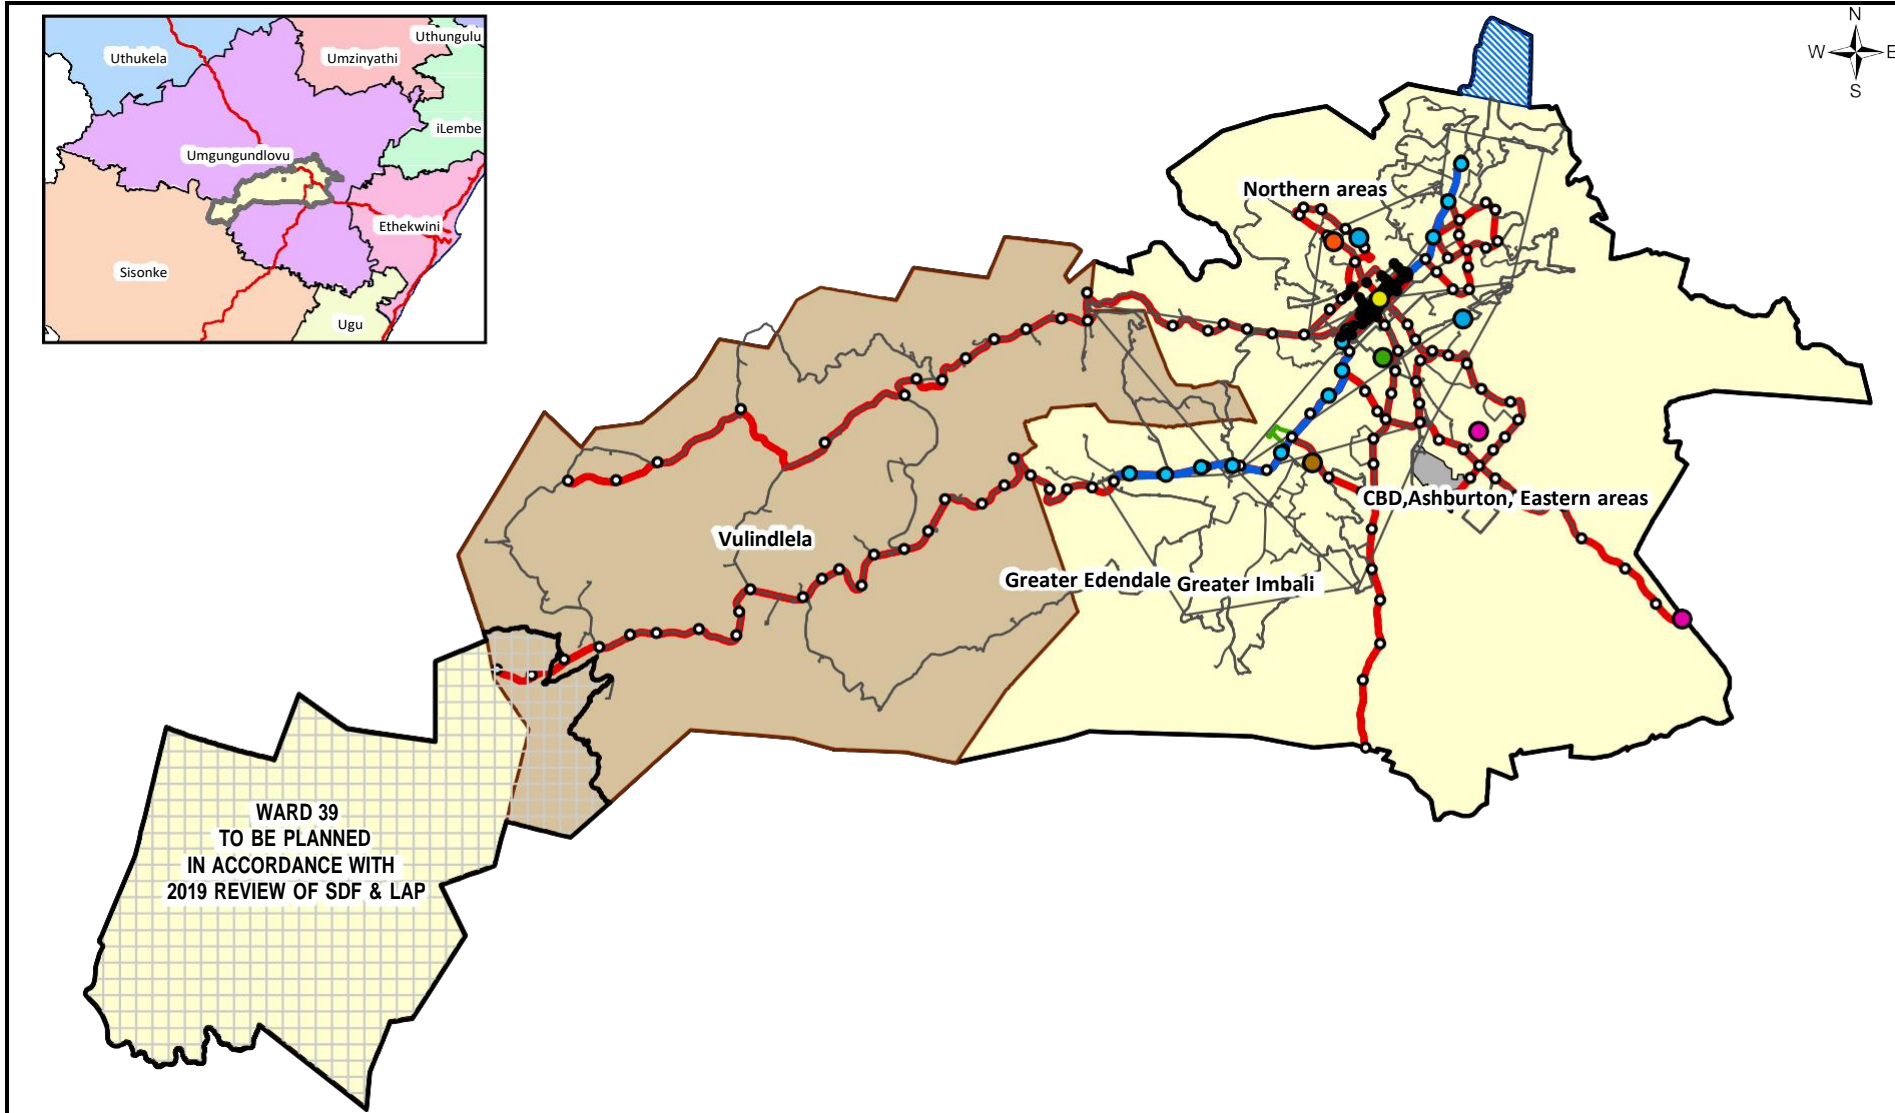 Uthungulu
Uthukela
Umzinyathi
iLembe
Umgungundlovu
Ethekwini
Sisonke
Ugu
N
W E
S
Northern areas
CBD,Ashburton, Eastern areas
Vulindlela
Greater Edendale
Greater Imbali
WARD 39
TO BE PLANNED
IN ACCORDANCE WITH
2019 REVIEW OF SDF & LAP